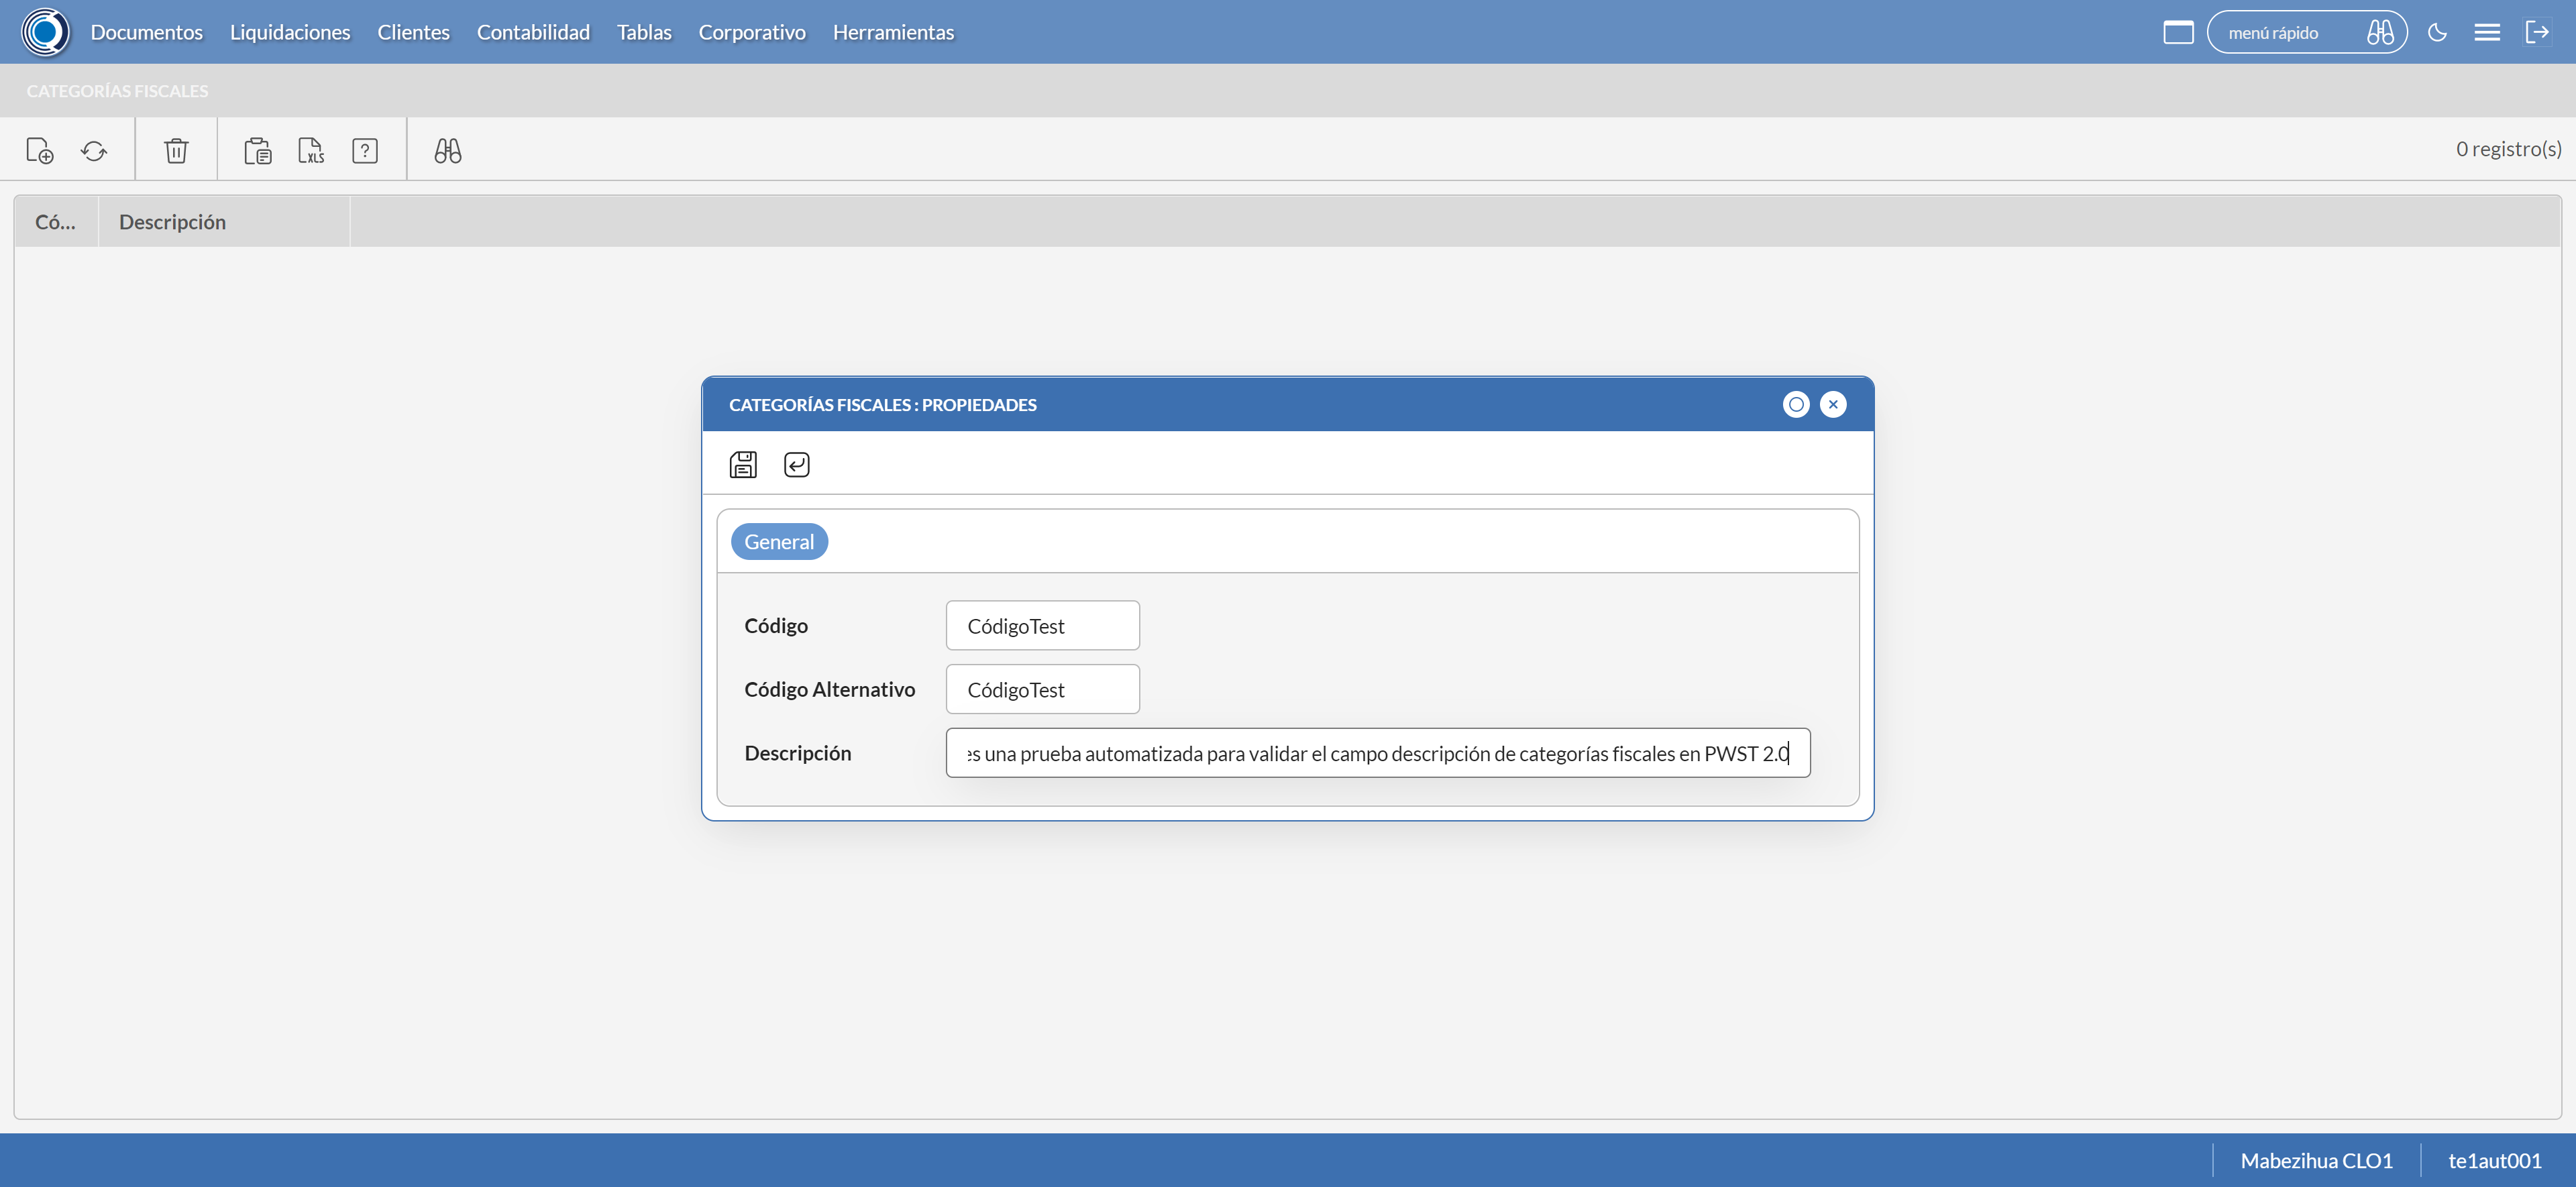 Documentos Liquidaciones Clientes Contabilidad Tablas Corporativo Herramientas menú rápido
CATEGORÍAS FISCALES
XLS ? 0 registro(s)
Có... Descripción
CATEGORÍAS FISCALES : PROPIEDADES
General
Código CódigoTest
Código Alternativo CódigoTest
Descripción es una prueba automatizada para validar el campo descripción de categorías fiscales en PWST 2.0
Mabezihua CLO1 te1aut001